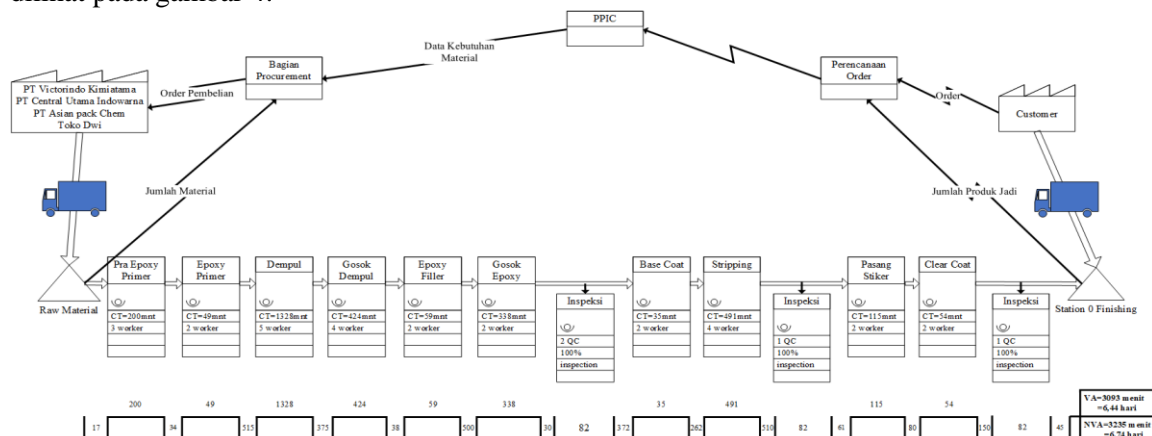 dilihat pada gambar 4.
PPIC
Data Kebutuhan
Material
Bagian
Procurement
Perencanaan
Order
PT Victorindo Kimiatama
PT Central Utama Indowarna
PT Asian pack Chem
Toko Dwi
Order Pembelian
Order
Customer
Jumlah Material
Jumlah Produk Jadi
Raw Material
Pra Epoxy
Primer
CT=200mnt
3 worker
Epoxy
Primer
CT=49mnt
2 worker
Dempul
CT=1328mnt
5 worker
Gosok
Dempul
CT=424mnt
4 worker
Epoxy
Filler
CT=59mnt
2 worker
Gosok
Epoxy
CT=338mnt
2 worker
Inspeksi
2 QC
100%
inspection
Base Coat
CT=35mnt
2 worker
Stripping
CT=491mnt
4 worker
Inspeksi
1 QC
100%
inspection
Pasang
Stiker
CT=115mnt
2 worker
Clear Coat
CT=54mnt
2 worker
Inspeksi
1 QC
100%
inspection
Station 0 Finishing
200 49 1328 424 59 338 35 491 115 54
17 34 515 375 38 500 30 82 372 262 510 82 61 80 150 82 45
VA=3093 menit
=6,44 hari
NVA=3235 menit
=6,74 hari